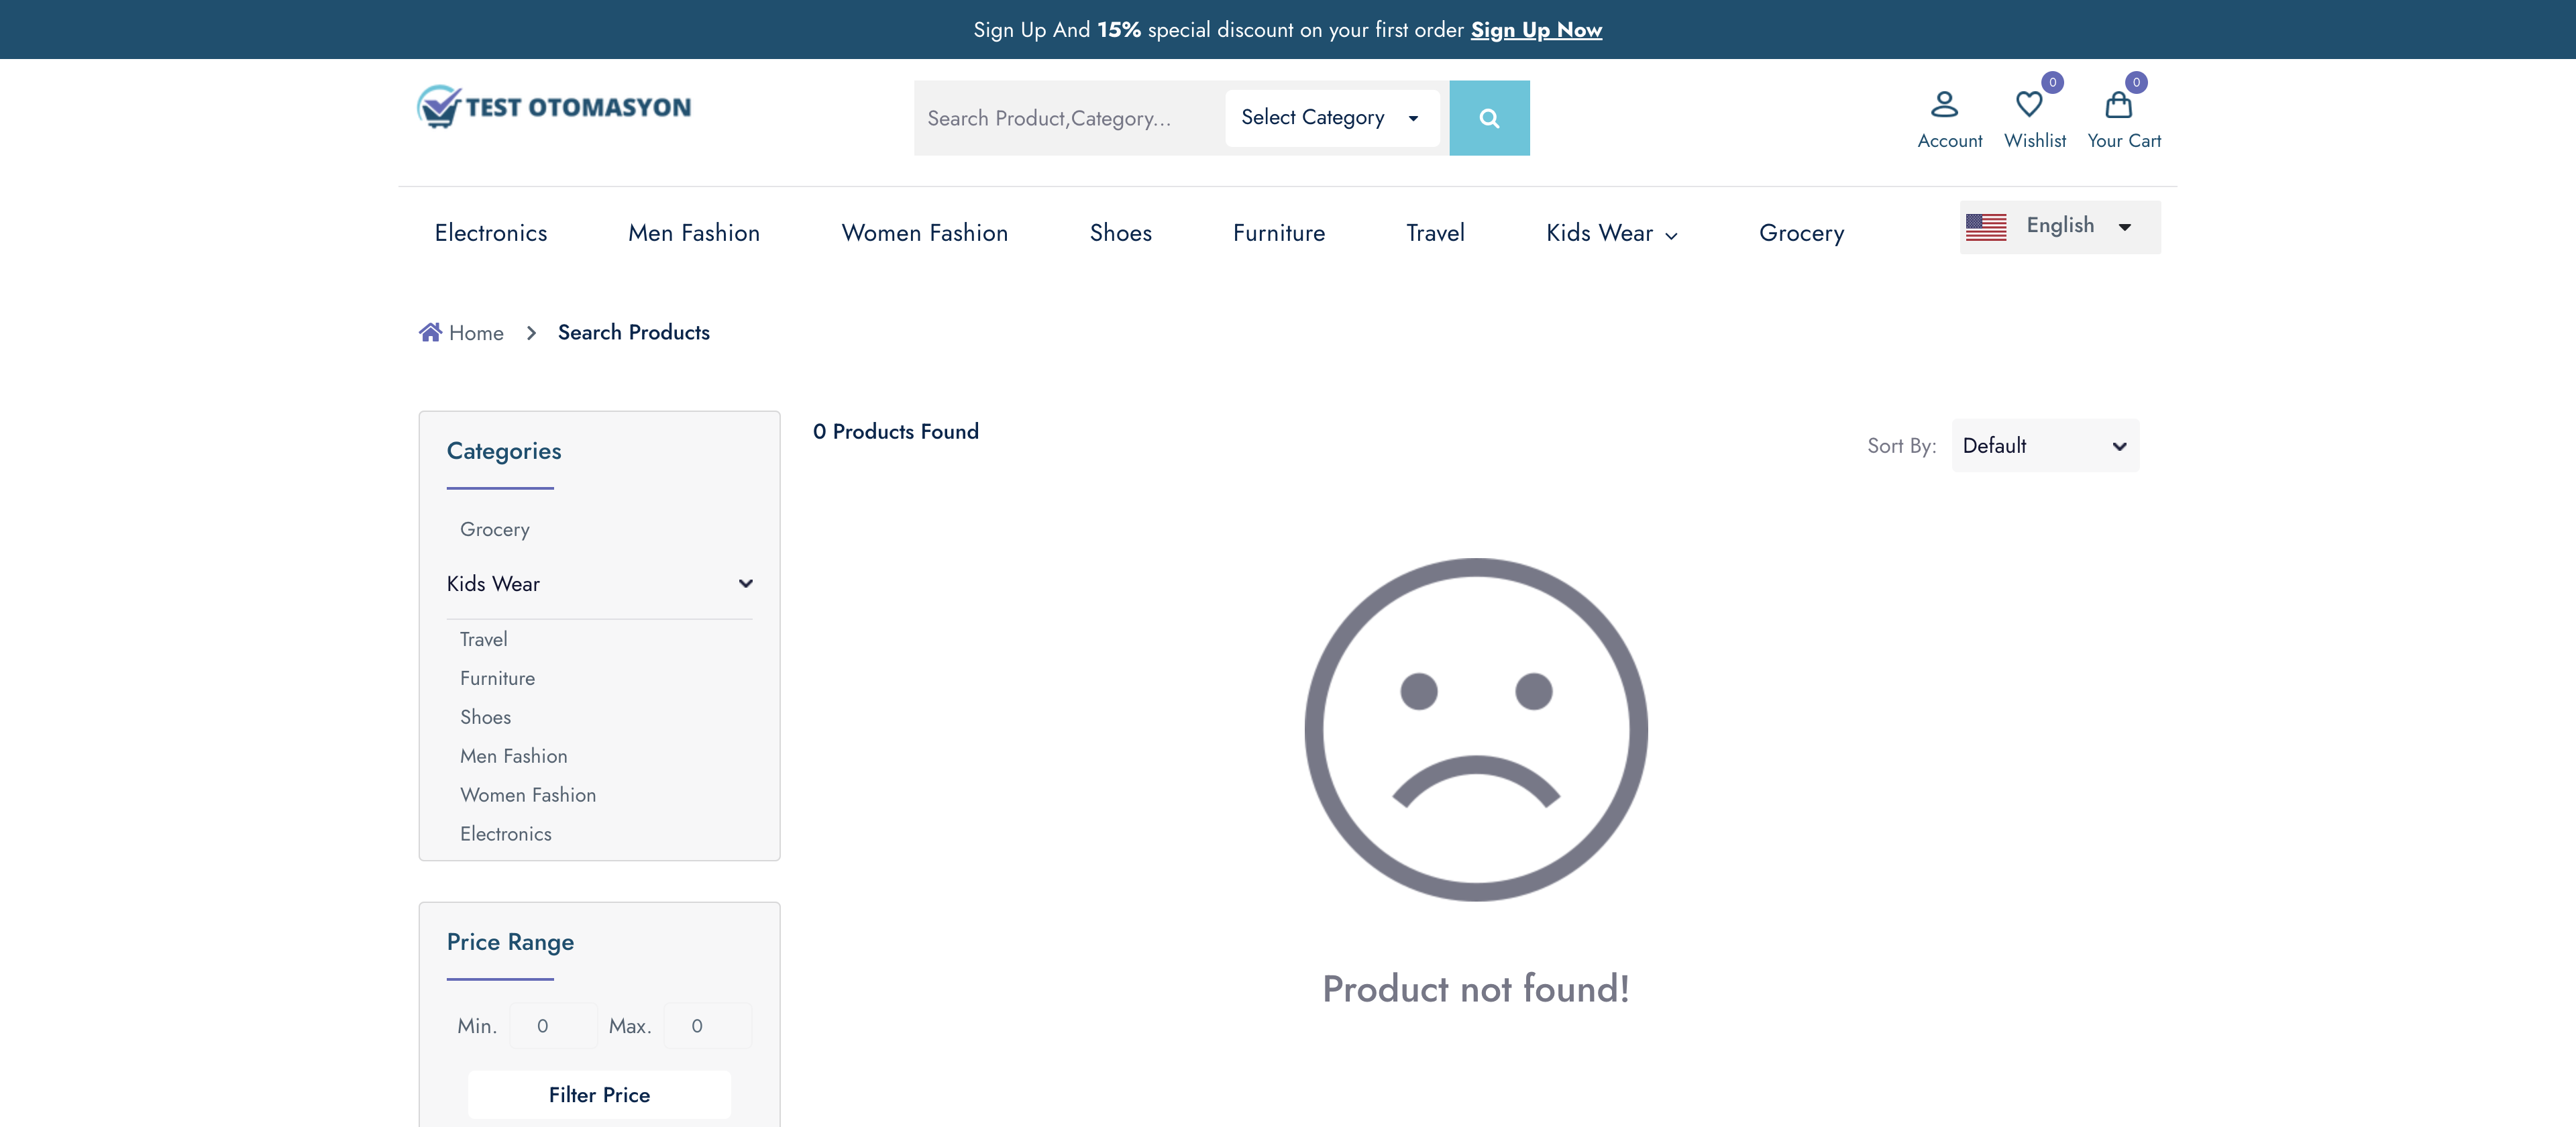 Sign Up And 15% special discount on your first order Sign Up Now
TEST OTOMASYON
Search Product,Category...
Select Category
0
0
Account
Wishlist
Your Cart
Electronics
Men Fashion
Women Fashion
Shoes
Furniture
Travel
Kids Wear
Grocery
English
Home
Search Products
Categories
Grocery
Kids Wear
Travel
Furniture
Shoes
Men Fashion
Women Fashion
Electronics
Price Range
Min. 0 Max. 0
Filter Price
0 Products Found
Sort By: Default
Product not found!